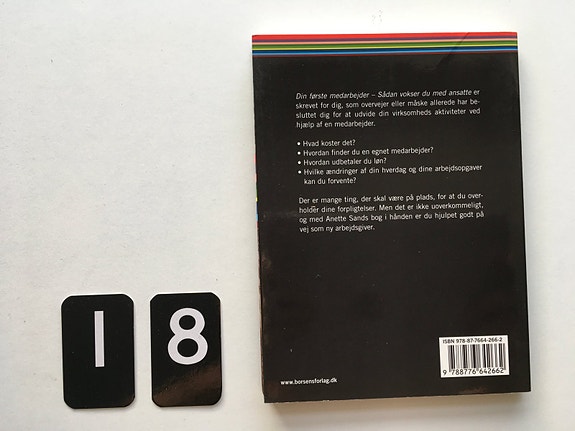 Din første medarbejder – Sådan vokser du med ansatte er
skrevet for dig, som overvejer eller måske allerede har be-
sluttet dig for at udvide din virksomheds aktiviteter ved
hjælp af en medarbejder.
• Hvad koster det?
• Hvordan finder du en egnet medarbejder?
• Hvordan udbetaler du løn?
• Hvilke ændringer af din hverdag og dine arbejdsopgaver
kan du forvente?
Der er mange ting, der skal være på plads, for at du over-
holder dine forpligtelser. Men det er ikke uoverkommeligt,
og med Anette Sands bog i hånden er du hjulpet godt på
vej som ny arbejdsgiver.
1 8
ISBN 978-87-7664-266-2
9 788776 642662
www.borsensforlag.dk